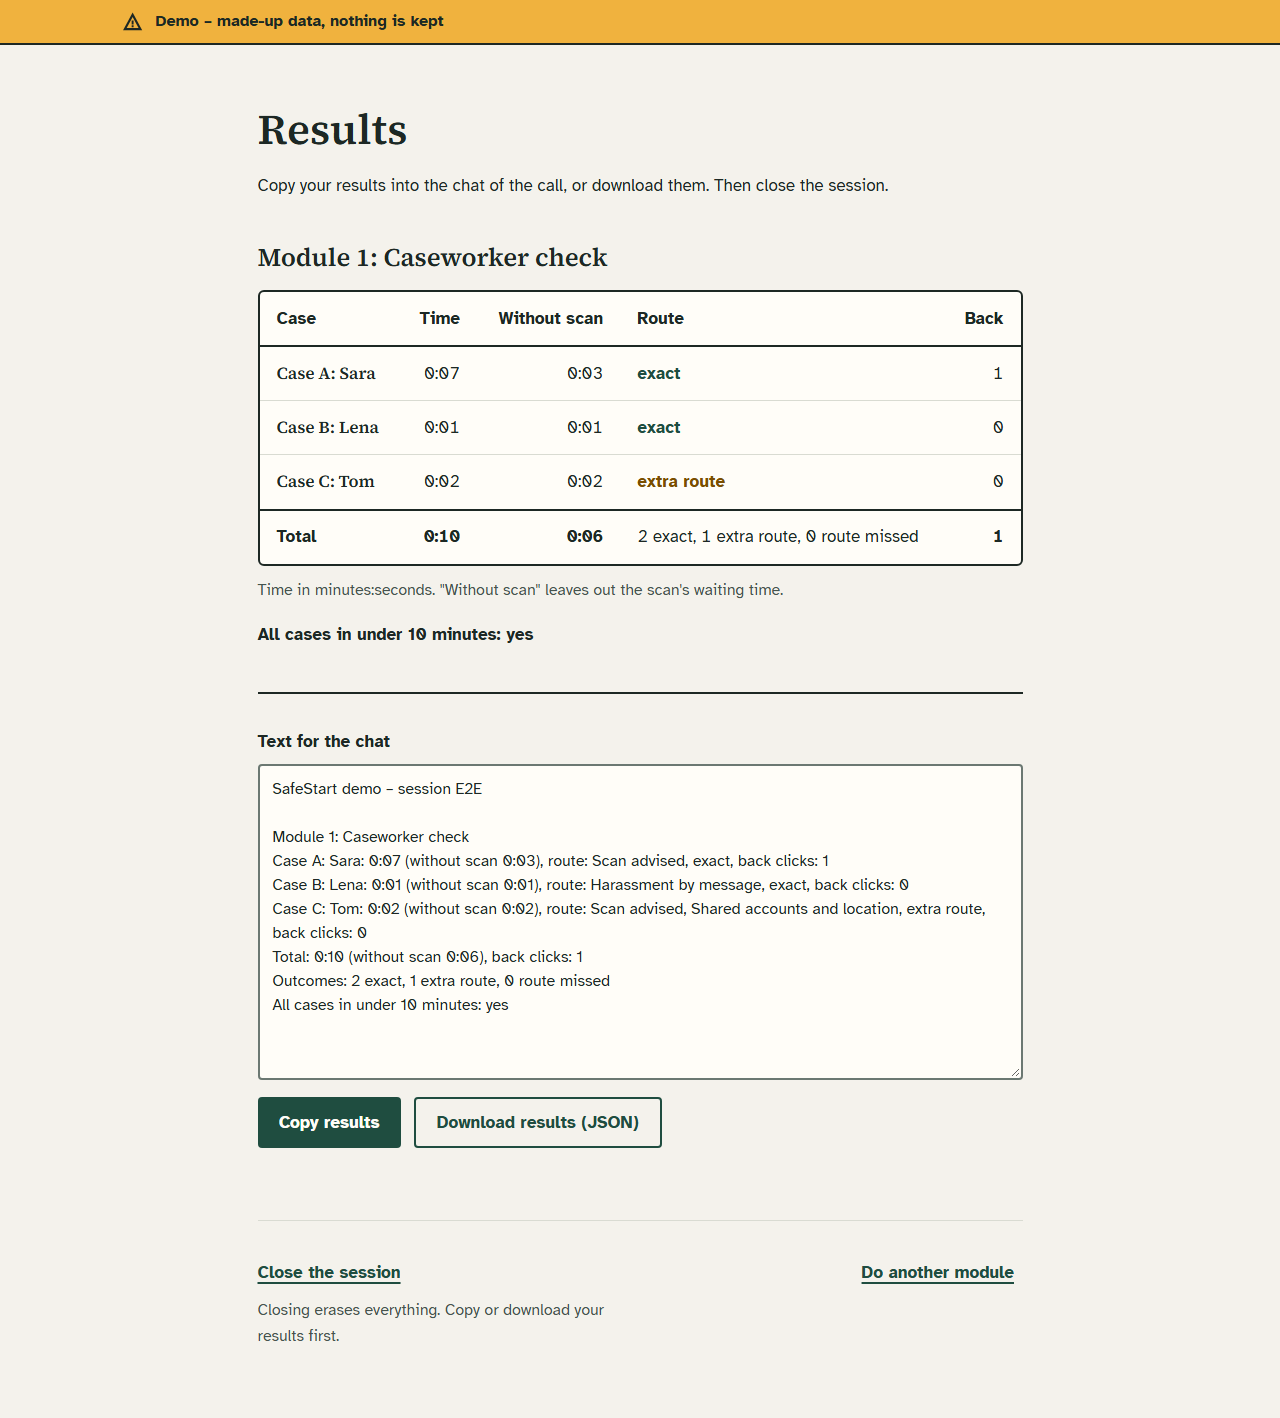 Demo – made-up data, nothing is kept
Results
Copy your results into the chat of the call, or download them. Then close the session.
Module 1: Caseworker check
Case Time Without scan Route Back
Case A: Sara 0:07 0:03 exact 1
Case B: Lena 0:01 0:01 exact 0
Case C: Tom 0:02 0:02 extra route 0
Total 0:10 0:06 2 exact, 1 extra route, 0 route missed 1
Time in minutes:seconds. "Without scan" leaves out the scan's waiting time.
All cases in under 10 minutes: yes
Text for the chat
SafeStart demo – session E2E
Module 1: Caseworker check
Case A: Sara: 0:07 (without scan 0:03), route: Scan advised, exact, back clicks: 1
Case B: Lena: 0:01 (without scan 0:01), route: Harassment by message, exact, back clicks: 0
Case C: Tom: 0:02 (without scan 0:02), route: Scan advised, Shared accounts and location, extra route,
back clicks: 0
Total: 0:10 (without scan 0:06), back clicks: 1
Outcomes: 2 exact, 1 extra route, 0 route missed
All cases in under 10 minutes: yes
Copy results Download results (JSON)
Close the session Do another module
Closing erases everything. Copy or download your
results first.